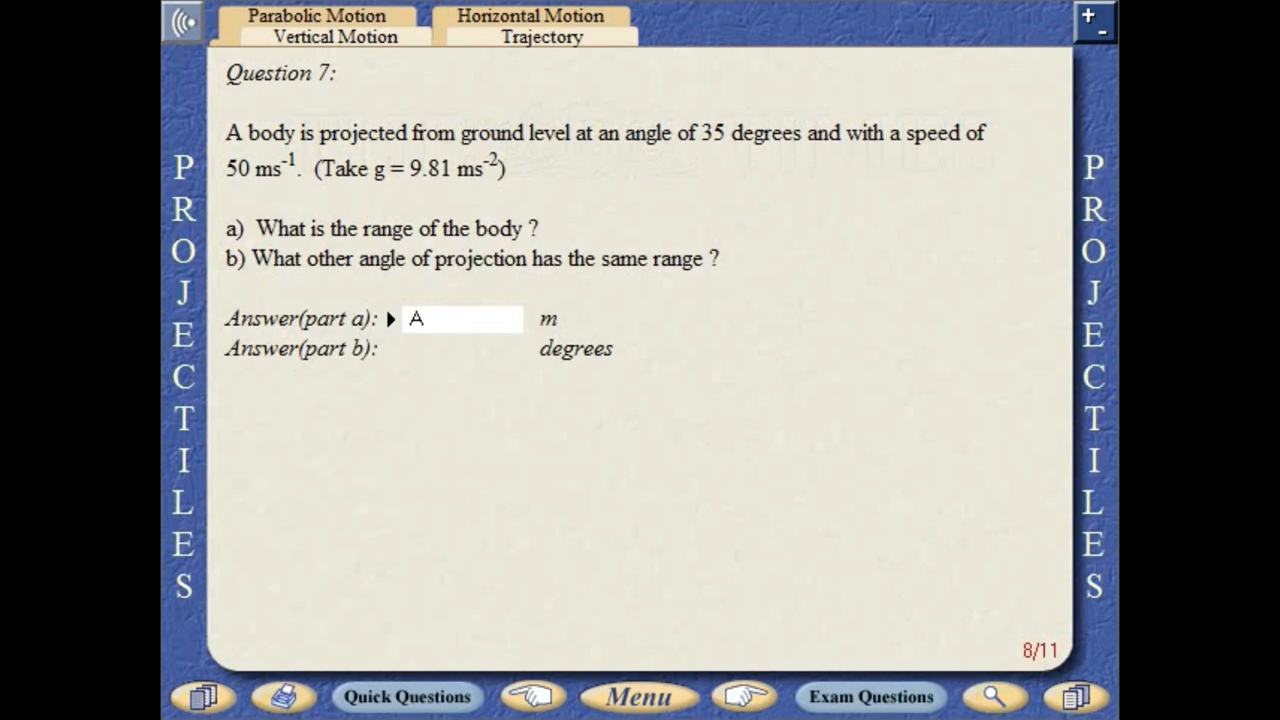 Parabolic Motion
Horizontal Motion
Vertical Motion
Trajectory
+
-
Question 7:
A body is projected from ground level at an angle of 35 degrees and with a speed of
50 ms-1. (Take g = 9.81 ms-2)
a) What is the range of the body ?
b) What other angle of projection has the same range ?
Answer(part a): A m
Answer(part b): degrees
PROJECTILES
PROJECTILES
8/11
Quick Questions
Menu
Exam Questions